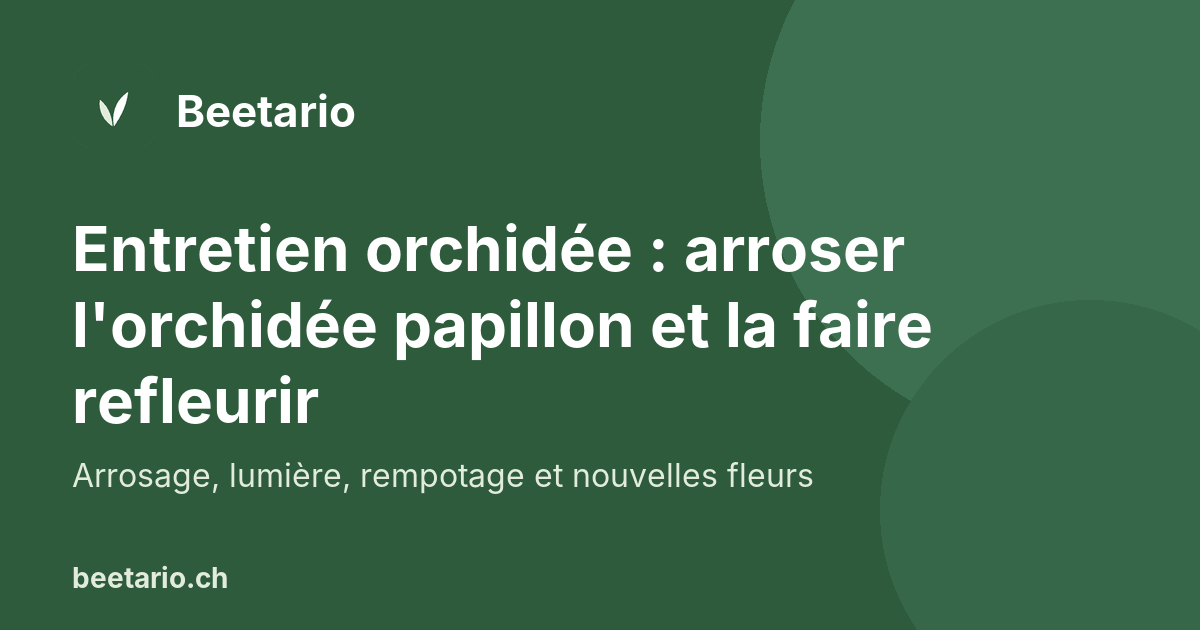 Beetario
Entretien orchidée : arroser
l'orchidée papillon et la faire
refleurir
Arrosage, lumière, rempotage et nouvelles fleurs
beetario.ch